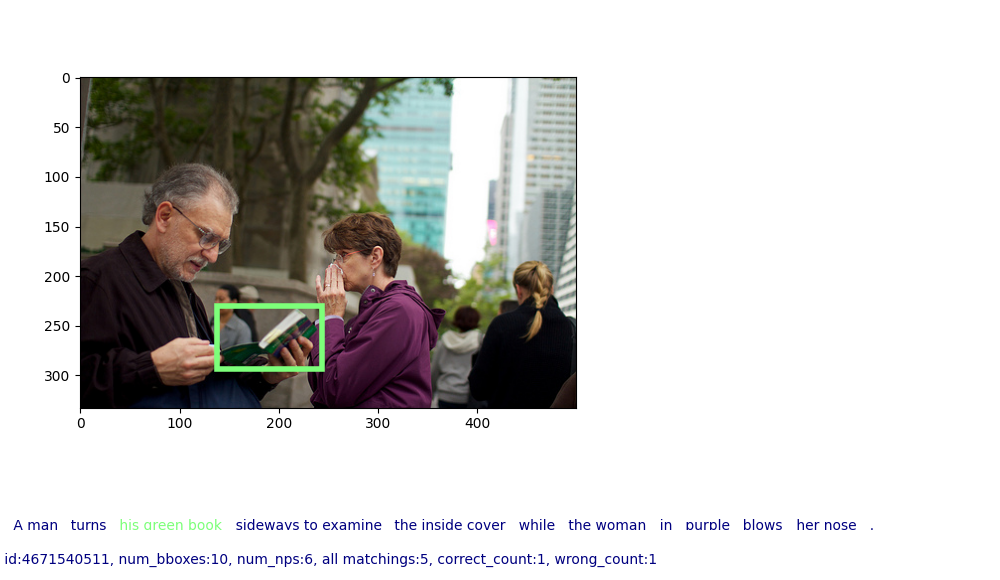 0
50
100
150
200
250
300
0 100 200 300 400
A man turns his green book sideways to examine the inside cover while the woman in purple blows her nose .
id:4671540511, num_bboxes:10, num_nps:6, all matchings:5, correct_count:1, wrong_count:1